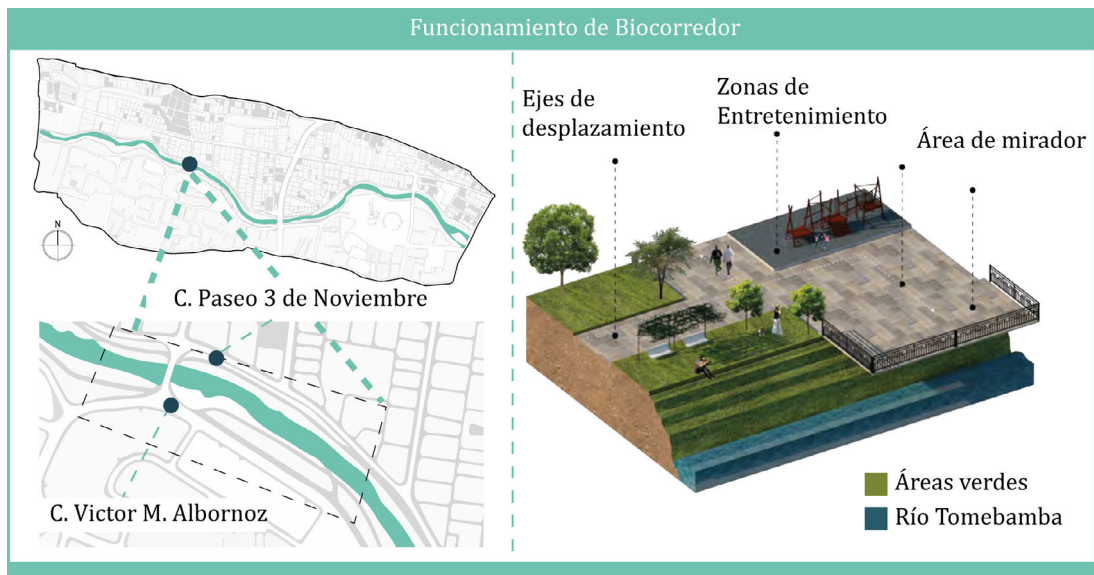 Funcionamiento de Biocorredor
N
C. Paseo 3 de Noviembre
C. Victor M. Albornoz
Ejes de
desplazamiento
Zonas de
Entretenimiento
Área de mirador
Áreas verdes
Río Tomebamba